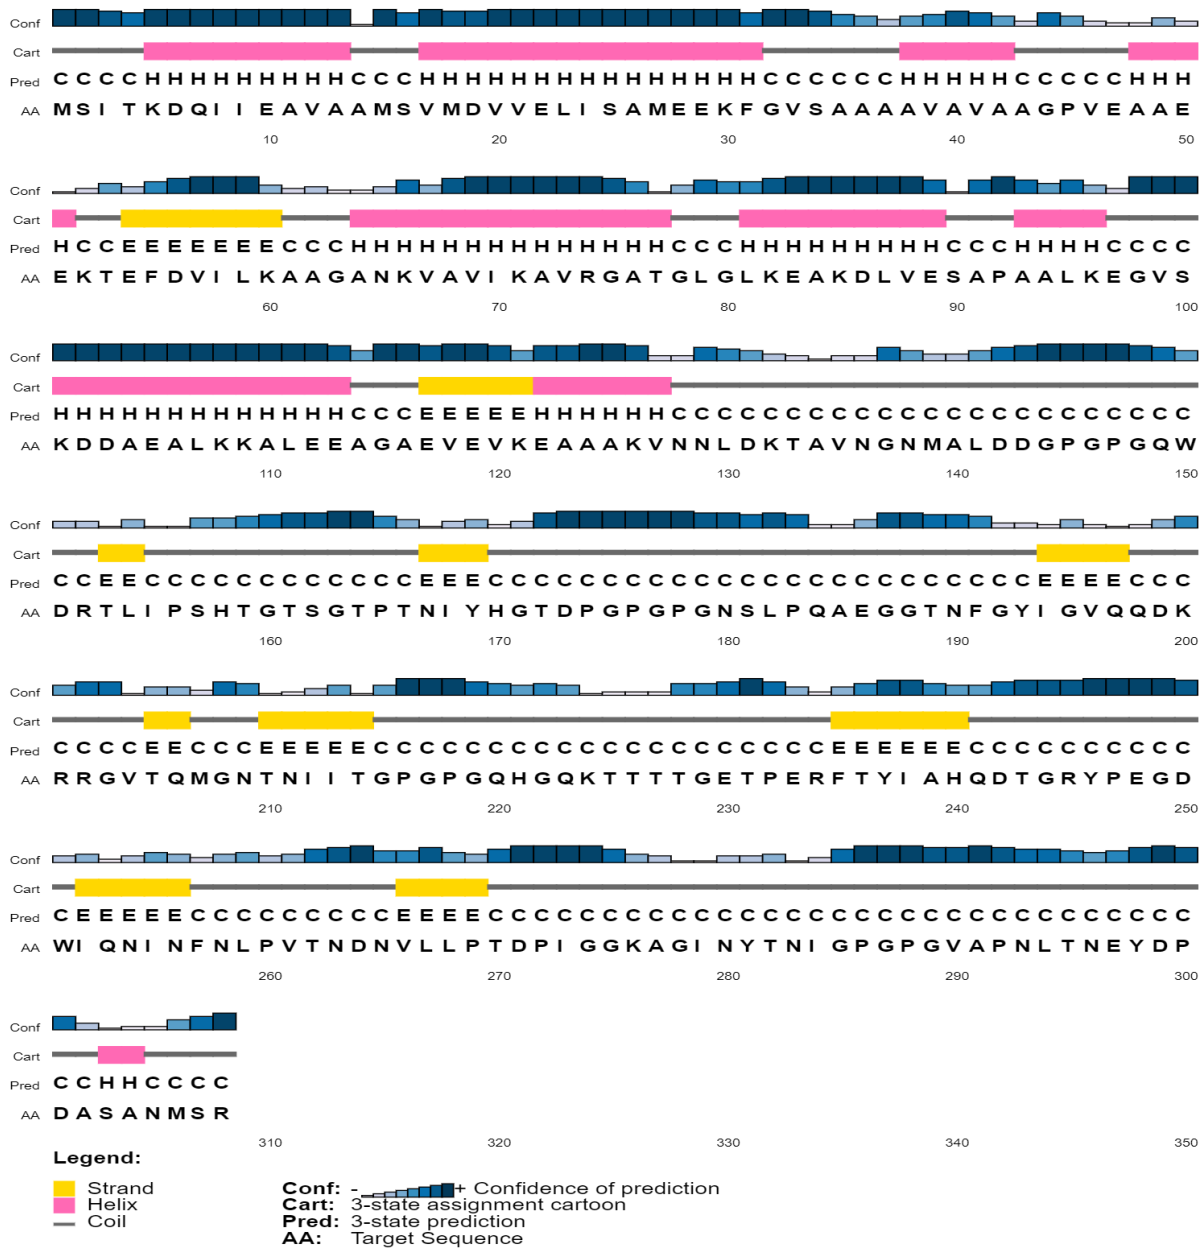 Conf
Cart
Pred C C C C H H H H H H H H H C C C H H H H H H H H H H H H H H H C C C C C C H H H H H C C C C C H H H
AA M S I T K D Q I I E A V A A M S V M D V V E L I S A M E E K F G V S A A A A V A V A A G P V E A A E
10 20 30 40 50
Conf
Cart
Pred H C C E E E E E E E C C C H H H H H H H H H H H H H H C C C H H H H H H H H H C C C H H H H C C C C
AA E K T E F D V I L K A A G A N K V A V I K A V R G A T G L G L K E A K D L V E S A P A A L K E G V S
60 70 80 90 100
Conf
Cart
Pred H H H H H H H H H H H H H C C C E E E E E H H H H H H C C C C C C C C C C C C C C C C C C C C C C C
AA K D D A E A L K K A L E E A G A E V E V K E A A A K V N N L D K T A V N G N M A L D D G P G P G Q W
110 120 130 140 150
Conf
Cart
Pred C C E E C C C C C C C C C C C C E E E C C C C C C C C C C C C C C C C C C C C C C C C E E E E C C C
AA D R T L I P S H T G T S G T P T N I Y H G T D P G P G P G N S L P Q A E G G T N F G Y I G V Q Q D K
160 170 180 190 200
Conf
Cart
Pred C C C C E E C C C E E E E E C C C C C C C C C C C C C C C C C C C C E E E E E E C C C C C C C C C C
AA R R G V T Q M G N T N I I T G P G P G Q H G Q K T T T T G E T P E R F T Y I A H Q D T G R Y P E G D
210 220 230 240 250
Conf
Cart
Pred C E E E E E C C C C C C C C C E E E E C C C C C C C C C C C C C C C C C C C C C C C C C C C C C C C
AA W I Q N I N F N L P V T N D N V L L P T D P I G G K A G I N Y T N I G P G P G V A P N L T N E Y D P
260 270 280 290 300
Conf
Cart
Pred C C H H C C C C
AA D A S A N M S R
310 320 330 340 350
Legend:
Strand
Helix
Coil
Conf: - + Confidence of prediction
Cart: 3-state assignment cartoon
Pred: 3-state prediction
AA: Target Sequence